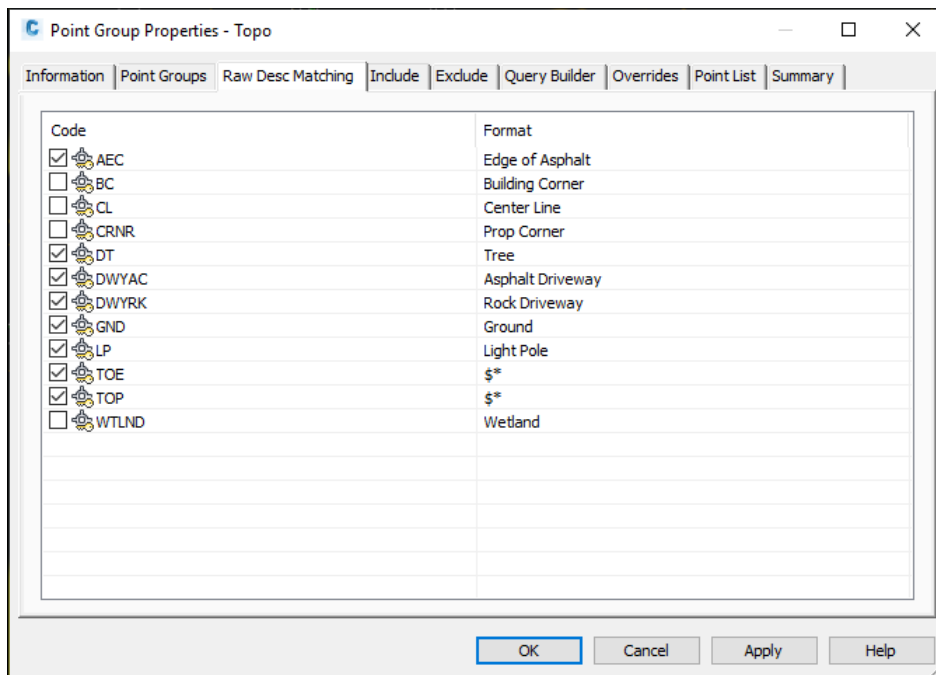 C Point Group Properties - Topo
Information Point Groups Raw Desc Matching Include Exclude Query Builder Overrides Point List Summary
Code Format
AEC Edge of Asphalt
BC Building Corner
CL Center Line
CRNR Prop Corner
DT Tree
DWYAC Asphalt Driveway
DWYRK Rock Driveway
GND Ground
LP Light Pole
TOE $*
TOP $*
WTLND Wetland
OK Cancel Apply Help